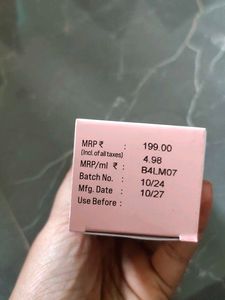 MRP ₹ : 199.00
(Incl. of all taxes)
MRP/ml ₹ : 4.98
Batch No. : B4LM07
Mfg. Date : 10/24
Use Before : 10/27